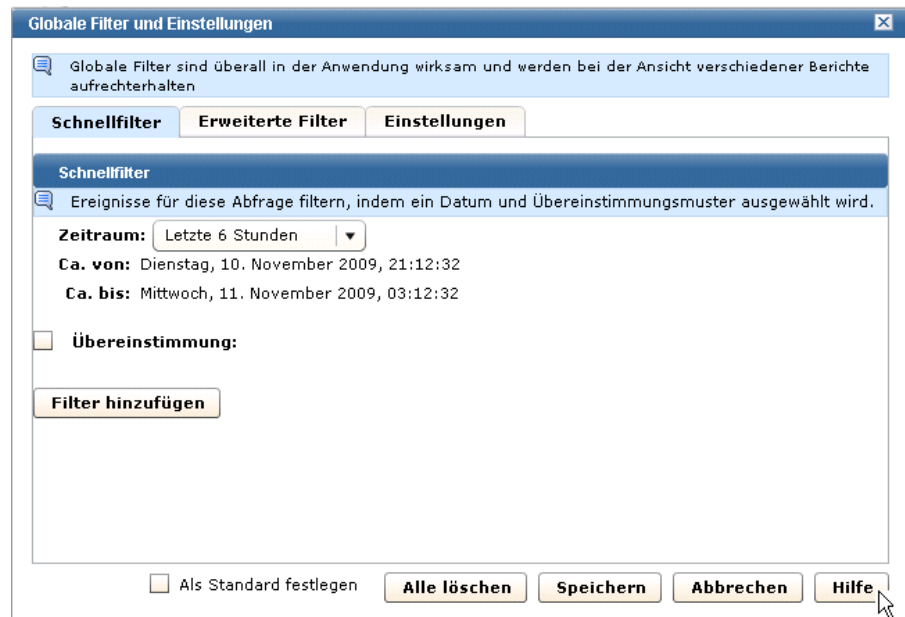 Globale Filter und Einstellungen
Globale Filter sind überall in der Anwendung wirksam und werden bei der Ansicht verschiedener Berichte
aufrechterhalten
Schnellfilter Erweiterte Filter Einstellungen
Schnellfilter
Ereignisse für diese Abfrage filtern, indem ein Datum und Übereinstimmungsmuster ausgewählt wird.
Zeitraum: Letzte 6 Stunden
Ca. von: Dienstag, 10. November 2009, 21:12:32
Ca. bis: Mittwoch, 11. November 2009, 03:12:32
Übereinstimmung:
Filter hinzufügen
Als Standard festlegen Alle löschen Speichern Abbrechen Hilfe